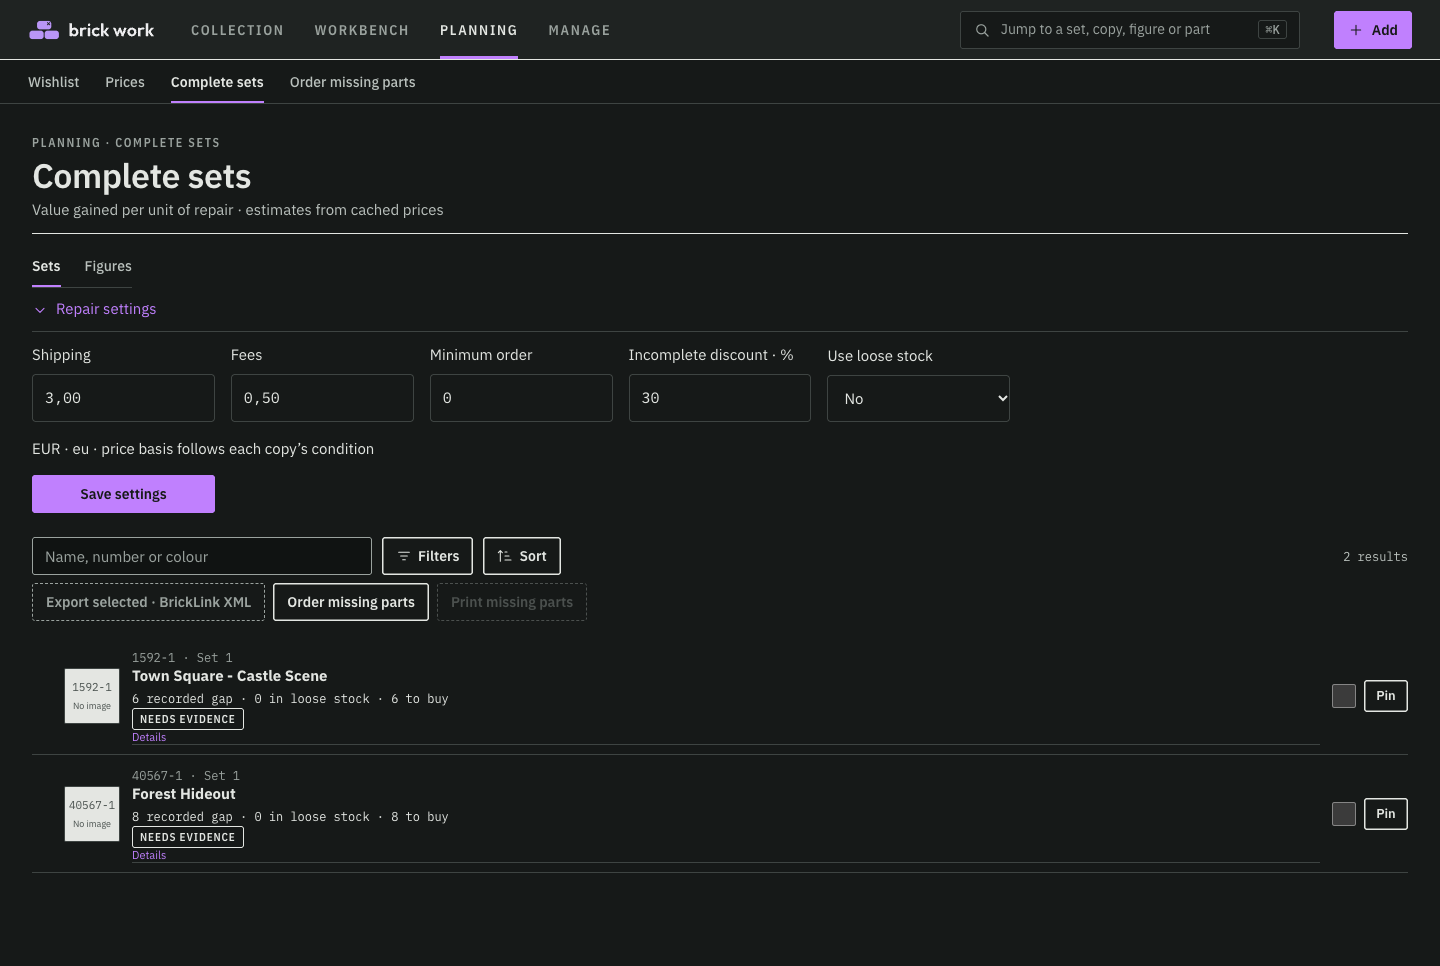 brick work
COLLECTION
WORKBENCH
PLANNING
MANAGE
Jump to a set, copy, figure or part
⌘K
+ Add
Wishlist
Prices
Complete sets
Order missing parts
PLANNING · COMPLETE SETS
Complete sets
Value gained per unit of repair · estimates from cached prices
Sets
Figures
Repair settings
Shipping
Fees
Minimum order
Incomplete discount · %
Use loose stock
3,00
0,50
0
30
No
EUR · eu · price basis follows each copy’s condition
Save settings
Name, number or colour
Filters
Sort
2 results
Export selected · BrickLink XML
Order missing parts
Print missing parts
1592-1
No image
1592-1 · Set 1
Town Square - Castle Scene
6 recorded gap · 0 in loose stock · 6 to buy
NEEDS EVIDENCE
Details
Pin
40567-1
No image
40567-1 · Set 1
Forest Hideout
8 recorded gap · 0 in loose stock · 8 to buy
NEEDS EVIDENCE
Details
Pin